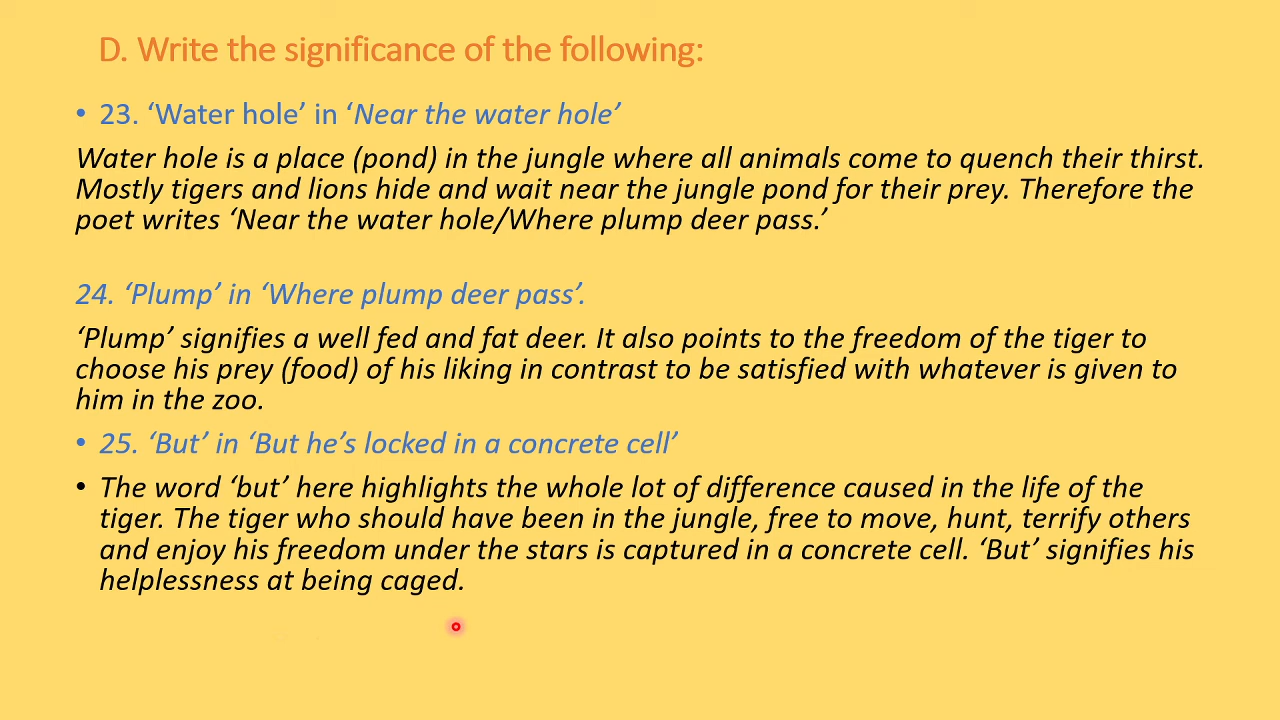 D. Write the significance of the following:
• 23. ‘Water hole’ in ‘Near the water hole’
Water hole is a place (pond) in the jungle where all animals come to quench their thirst.
Mostly tigers and lions hide and wait near the jungle pond for their prey. Therefore the
poet writes ‘Near the water hole/Where plump deer pass.’
24. ‘Plump’ in ‘Where plump deer pass’.
‘Plump’ signifies a well fed and fat deer. It also points to the freedom of the tiger to
choose his prey (food) of his liking in contrast to be satisfied with whatever is given to
him in the zoo.
• 25. ‘But’ in ‘But he’s locked in a concrete cell’
• The word ‘but’ here highlights the whole lot of difference caused in the life of the
tiger. The tiger who should have been in the jungle, free to move, hunt, terrify others
and enjoy his freedom under the stars is captured in a concrete cell. ‘But’ signifies his
helplessness at being caged.